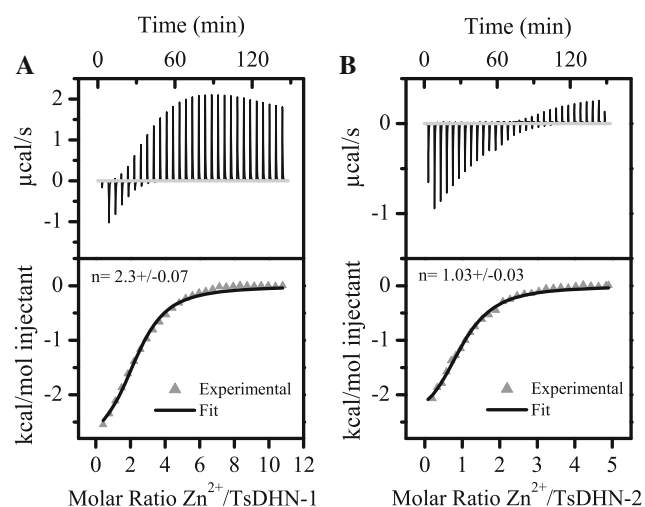 Time (min)
0 60 120
A
2
1
0
-1
μcal/s
n= 2.3+/-0.07
0
-1
-2
kcal/mol injectant
Experimental
Fit
0 2 4 6 8 10 12
Molar Ratio Zn²⁺/TsDHN-1
Time (min)
0 60 120
B
0
-1
μcal/s
n= 1.03+/-0.03
0
-1
-2
kcal/mol injectant
Experimental
Fit
0 1 2 3 4 5
Molar Ratio Zn²⁺/TsDHN-2